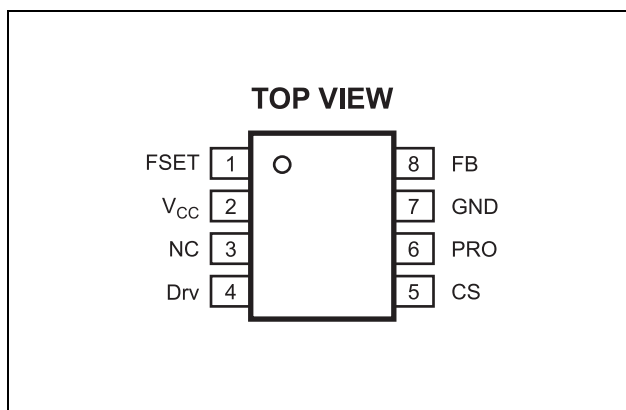 TOP VIEW
FSET 1 8 FB
VCC 2 7 GND
NC 3 6 PRO
Drv 4 5 CS